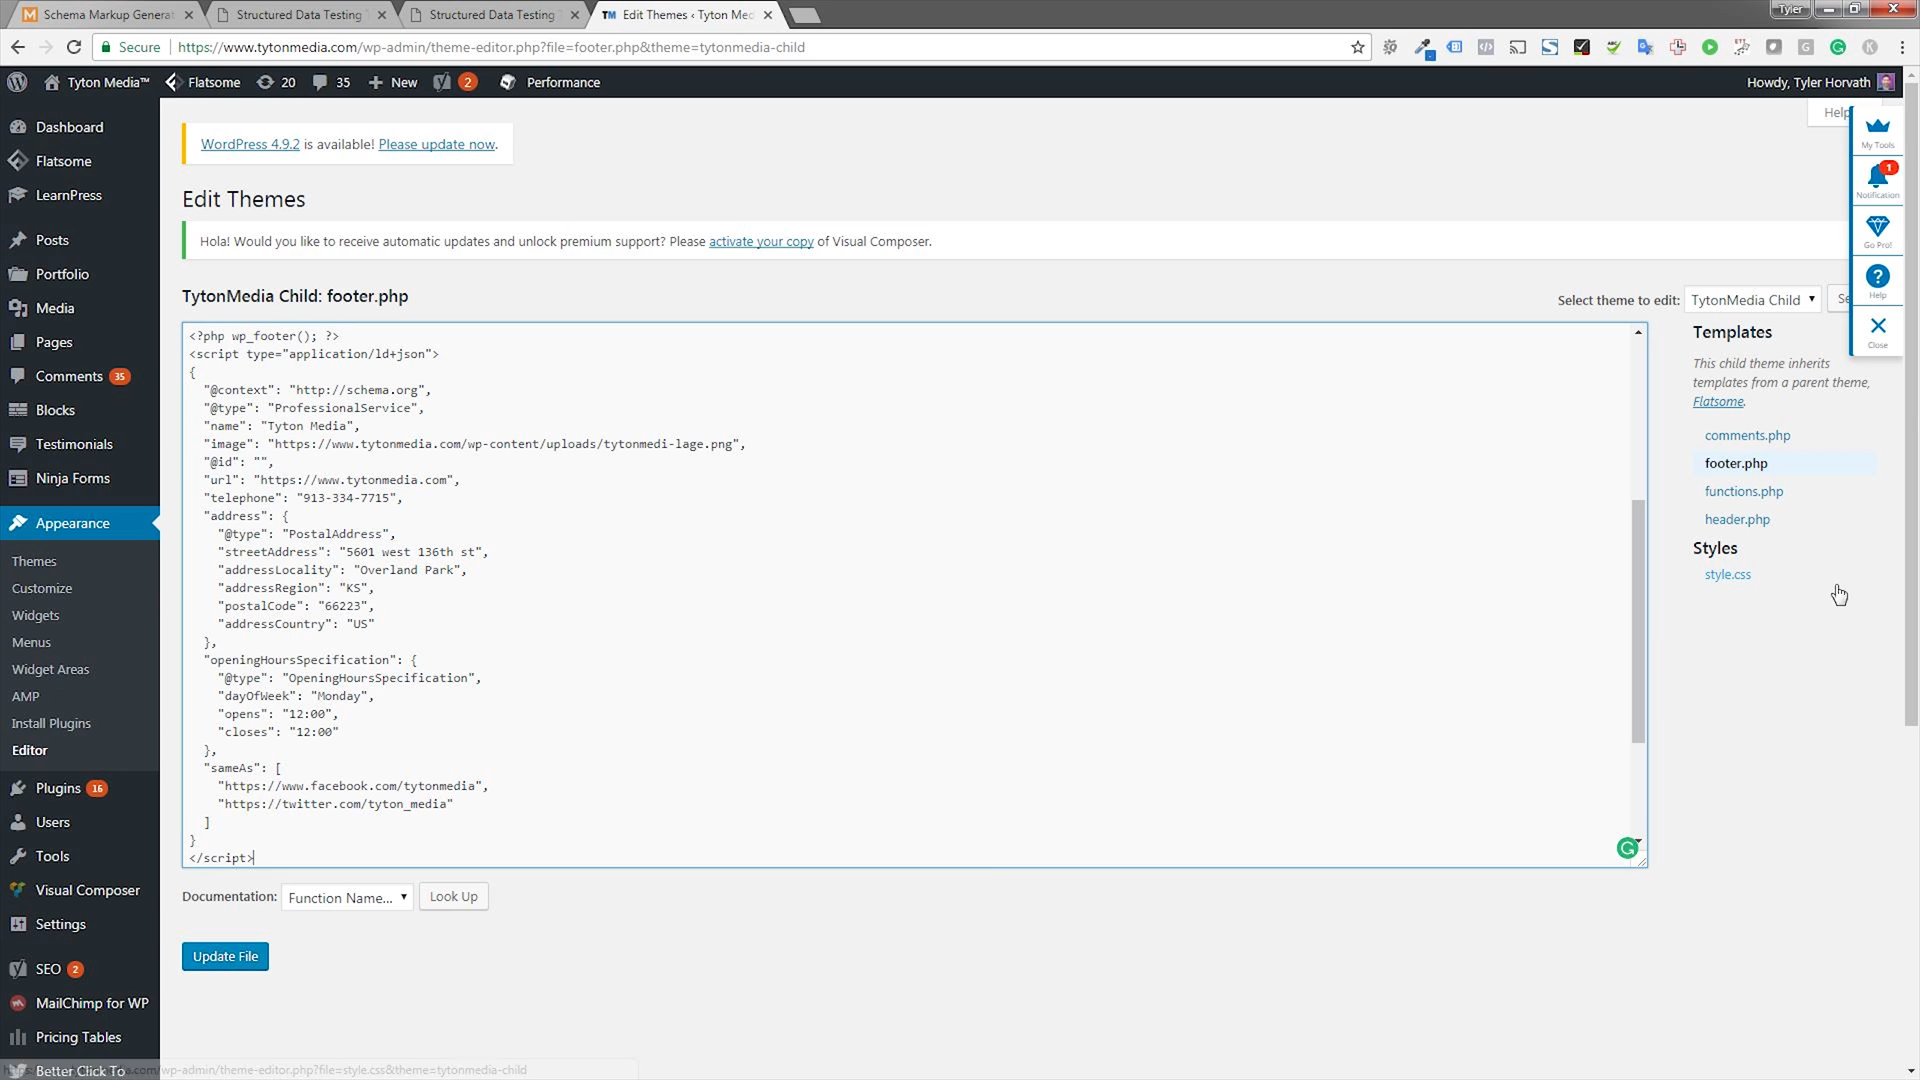 Schema Markup Generat
Structured Data Testing
Structured Data Testing
TM Edit Themes ‹ Tyton Med
Tyler
Secure https://www.tytonmedia.com/wp-admin/theme-editor.php?file=footer.php&theme=tytonmedia-child
Tyton Media™ Flatsome 20 35 + New 2 Performance
Howdy, Tyler Horvath
Dashboard
Flatsome
LearnPress
Posts
Portfolio
Media
Pages
Comments 35
Blocks
Testimonials
Ninja Forms
Appearance
Themes
Customize
Widgets
Menus
Widget Areas
AMP
Install Plugins
Editor
Plugins 16
Users
Tools
Visual Composer
Settings
SEO 2
MailChimp for WP
Pricing Tables
Better Click To
Help
WordPress 4.9.2 is available! Please update now.
Edit Themes
Hola! Would you like to receive automatic updates and unlock premium support? Please activate your copy of Visual Composer.
TytonMedia Child: footer.php
Select theme to edit: TytonMedia Child Se
<?php wp_footer(); ?>
<script type="application/ld+json">
{
"@context": "http://schema.org",
"@type": "ProfessionalService",
"name": "Tyton Media",
"image": "https://www.tytonmedia.com/wp-content/uploads/tytonmedi-lage.png",
"@id": "",
"url": "https://www.tytonmedia.com",
"telephone": "913-334-7715",
"address": {
"@type": "PostalAddress",
"streetAddress": "5601 west 136th st",
"addressLocality": "Overland Park",
"addressRegion": "KS",
"postalCode": "66223",
"addressCountry": "US"
},
"openingHoursSpecification": {
"@type": "OpeningHoursSpecification",
"dayOfWeek": "Monday",
"opens": "12:00",
"closes": "12:00"
},
"sameAs": [
"https://www.facebook.com/tytonmedia",
"https://twitter.com/tyton_media"
]
}
</script>
Documentation: Function Name... Look Up
Update File
Templates
This child theme inherits
templates from a parent theme,
Flatsome.
comments.php
footer.php
functions.php
header.php
Styles
style.css
My Tools
1
Notification
Go Pro!
Help
Close
a.com/wp-admin/theme-editor.php?file=style.css&theme=tytonmedia-child